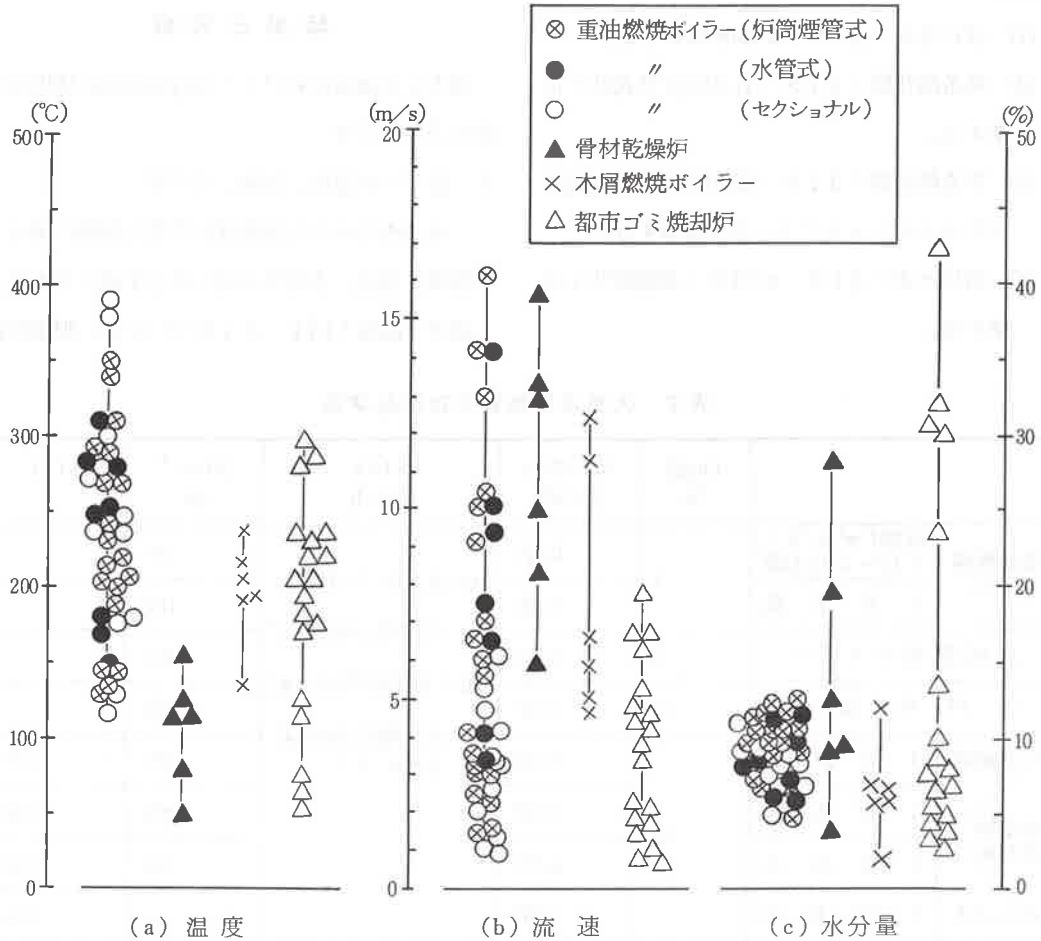 ⊗ 重油燃焼ボイラー(炉筒煙管式)
● 〃 (水管式)
○ 〃 (セクショナル)
▲ 骨材乾燥炉
× 木屑燃焼ボイラー
△ 都市ゴミ焼却炉
(℃)
500
400
300
200
100
0
(m/s)
20
15
10
5
0
(%)
50
40
30
20
10
0
(a) 温度
(b) 流速
(c) 水分量